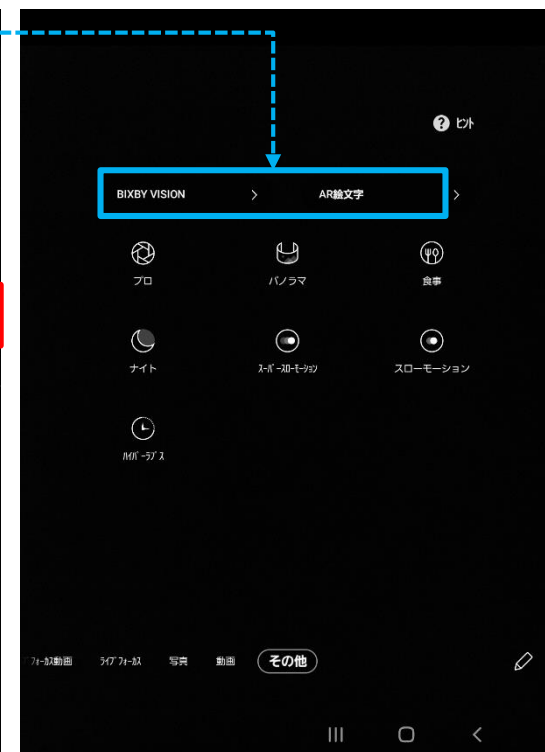 ? ﾋﾝﾄ
BIXBY VISION > AR絵文字 >
プロ パノラマ 食事
ナイト ｽｰﾊﾟｰｽﾛｰﾓｰｼｮﾝ スローモーション
ﾊｲﾊﾟｰﾗﾌﾟｽ
ﾌｫｰｶｽ動画 ﾗｲﾌﾞﾌｫｰｶｽ 写真 動画 その他